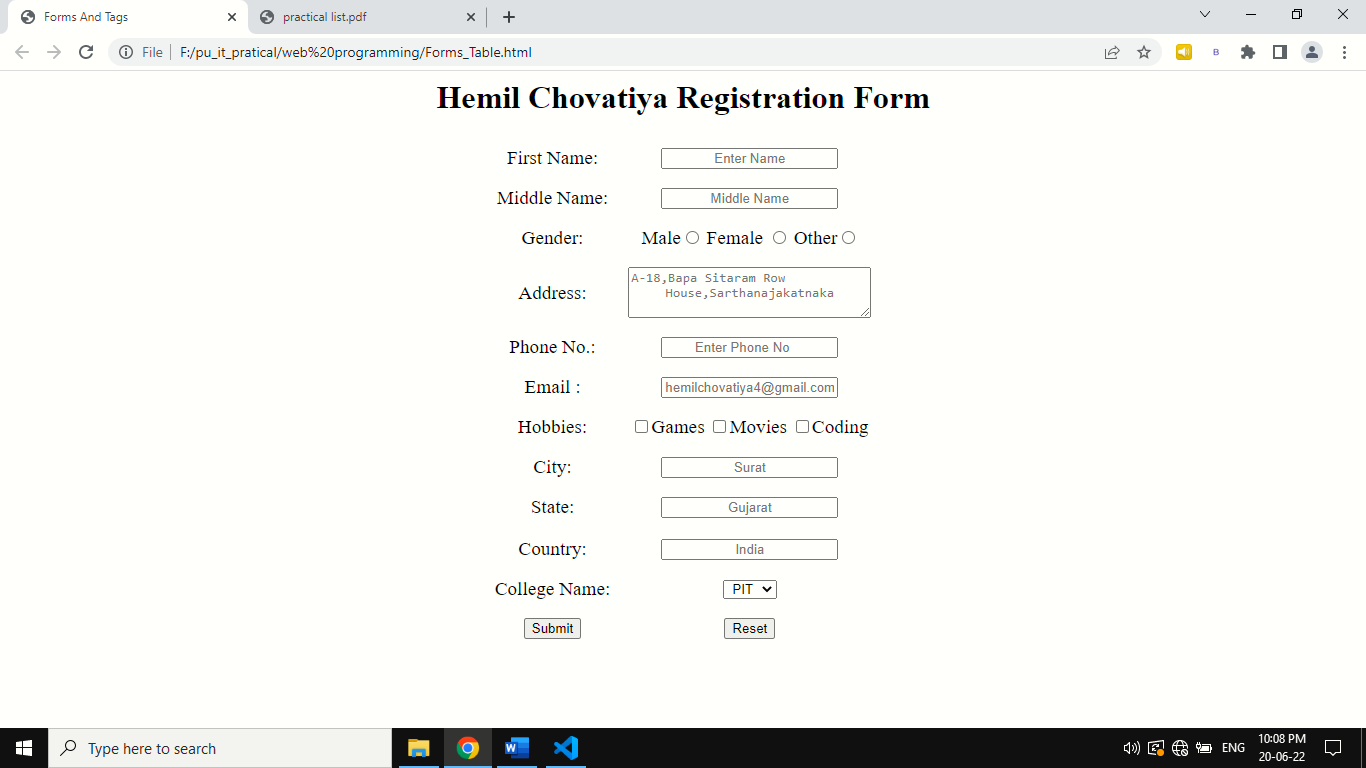 Forms And Tags
practical list.pdf
File F:/pu_it_pratical/web%20programming/Forms_Table.html
B
Hemil Chovatiya Registration Form
First Name: Enter Name
Middle Name: Middle Name
Gender: Male Female Other
Address: A-18,Bapa Sitaram Row
House,Sarthanajakatnaka
Phone No.: Enter Phone No
Email : hemilchovatiya4@gmail.com
Hobbies: Games Movies Coding
City: Surat
State: Gujarat
Country: India
College Name: PIT
Submit Reset
Type here to search
ENG
10:08 PM
20-06-22